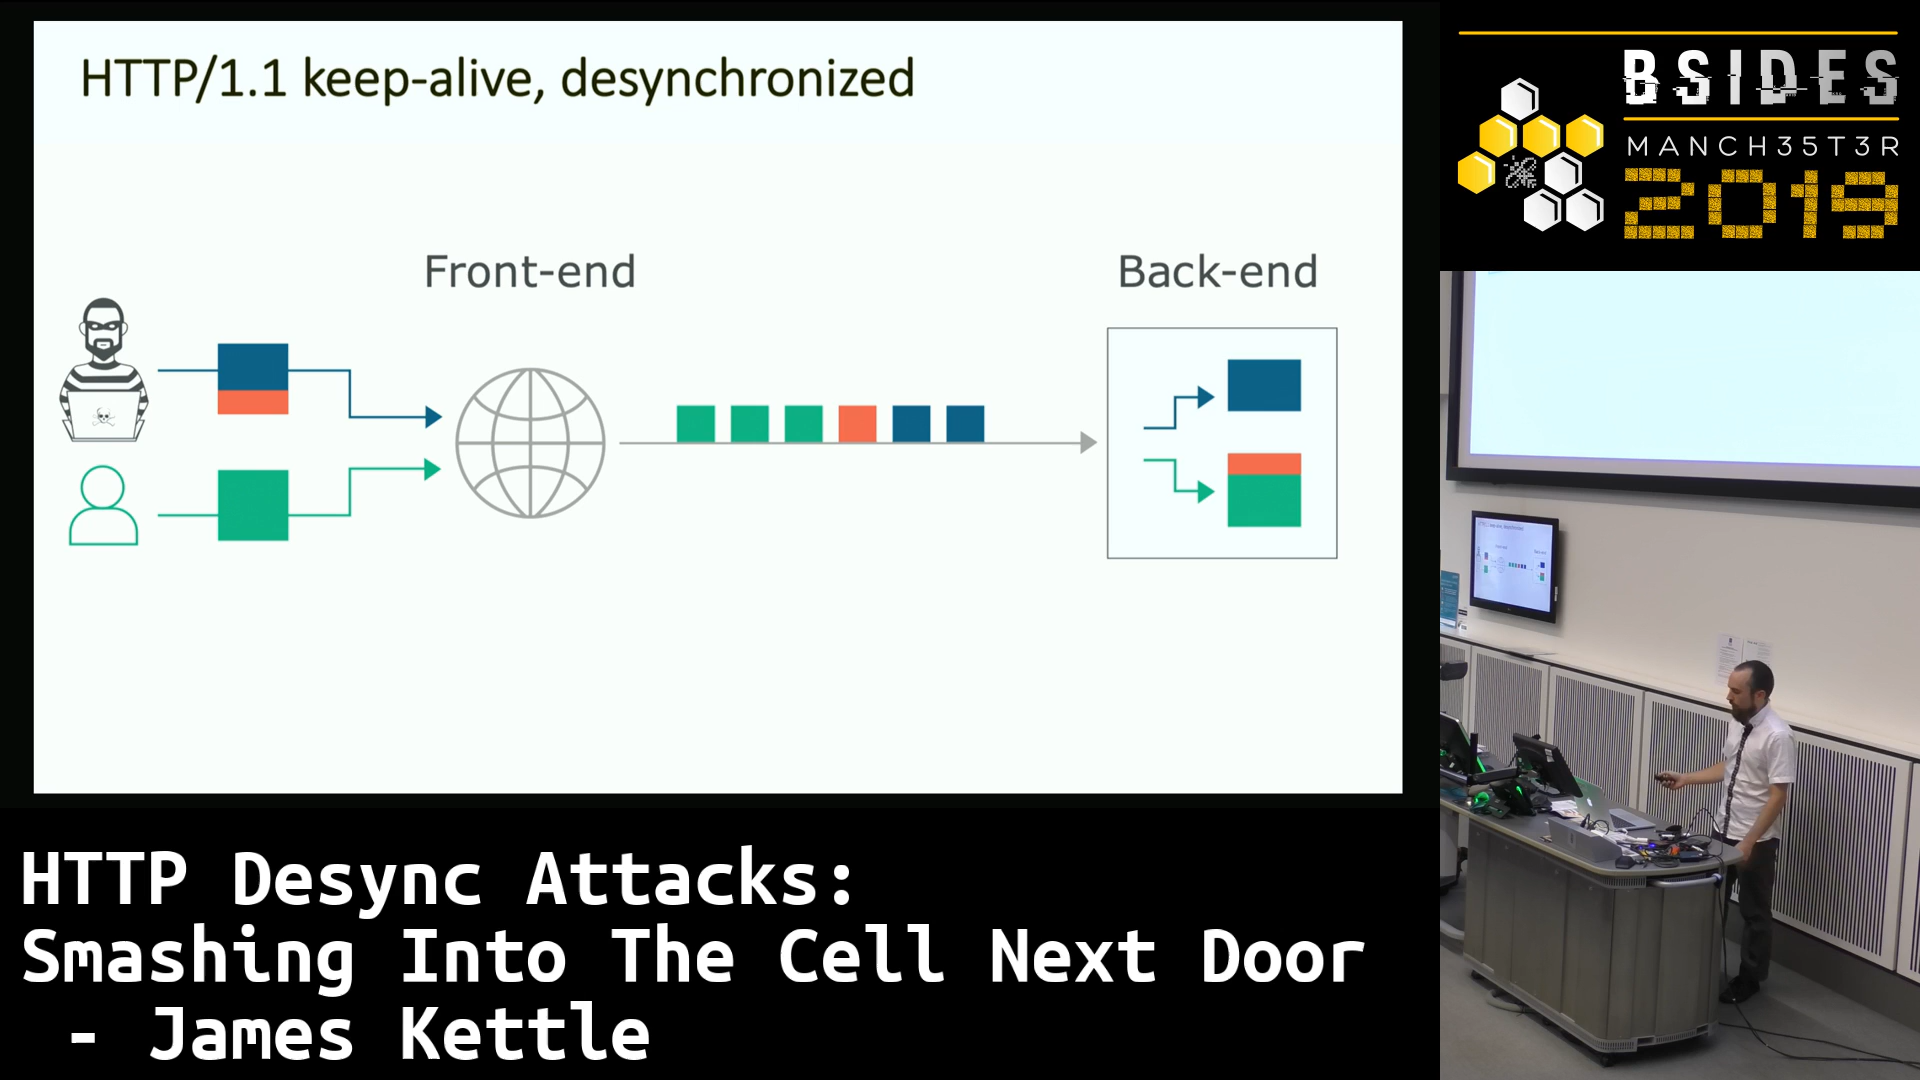 HTTP/1.1 keep-alive, desynchronized
Front-end
Back-end
BSIDES
MANCH35T3R
2019
HTTP Desync Attacks:
Smashing Into The Cell Next Door
- James Kettle